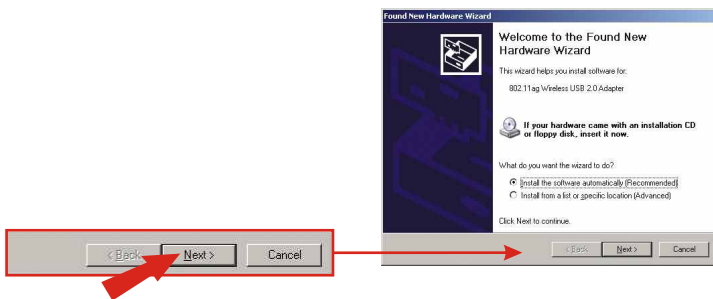 Found New Hardware Wizard
Welcome to the Found New
Hardware Wizard
This wizard helps you install software for:
802.11ag Wireless USB 2.0 Adapter
If your hardware came with an installation CD
or floppy disk, insert it now.
What do you want the wizard to do?
Install the software automatically (Recommended)
Install from a list or specific location (Advanced)
Click Next to continue.
< Back Next > Cancel
< Back Next > Cancel